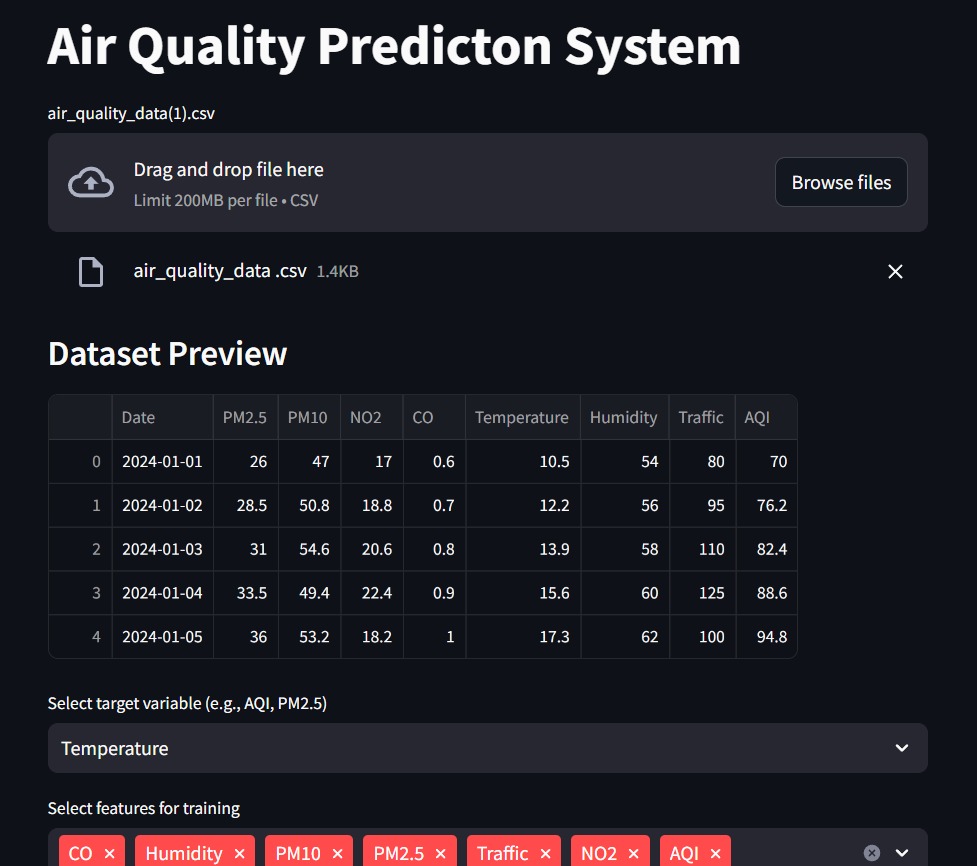 Air Quality Predicton System
air_quality_data(1).csv
Drag and drop file here
Limit 200MB per file • CSV
Browse files
air_quality_data .csv 1.4KB
Dataset Preview
Date PM2.5 PM10 NO2 CO Temperature Humidity Traffic AQI
0 2024-01-01 26 47 17 0.6 10.5 54 80 70
1 2024-01-02 28.5 50.8 18.8 0.7 12.2 56 95 76.2
2 2024-01-03 31 54.6 20.6 0.8 13.9 58 110 82.4
3 2024-01-04 33.5 49.4 22.4 0.9 15.6 60 125 88.6
4 2024-01-05 36 53.2 18.2 1 17.3 62 100 94.8
Select target variable (e.g., AQI, PM2.5)
Temperature
Select features for training
CO Humidity PM10 PM2.5 Traffic NO2 AQI